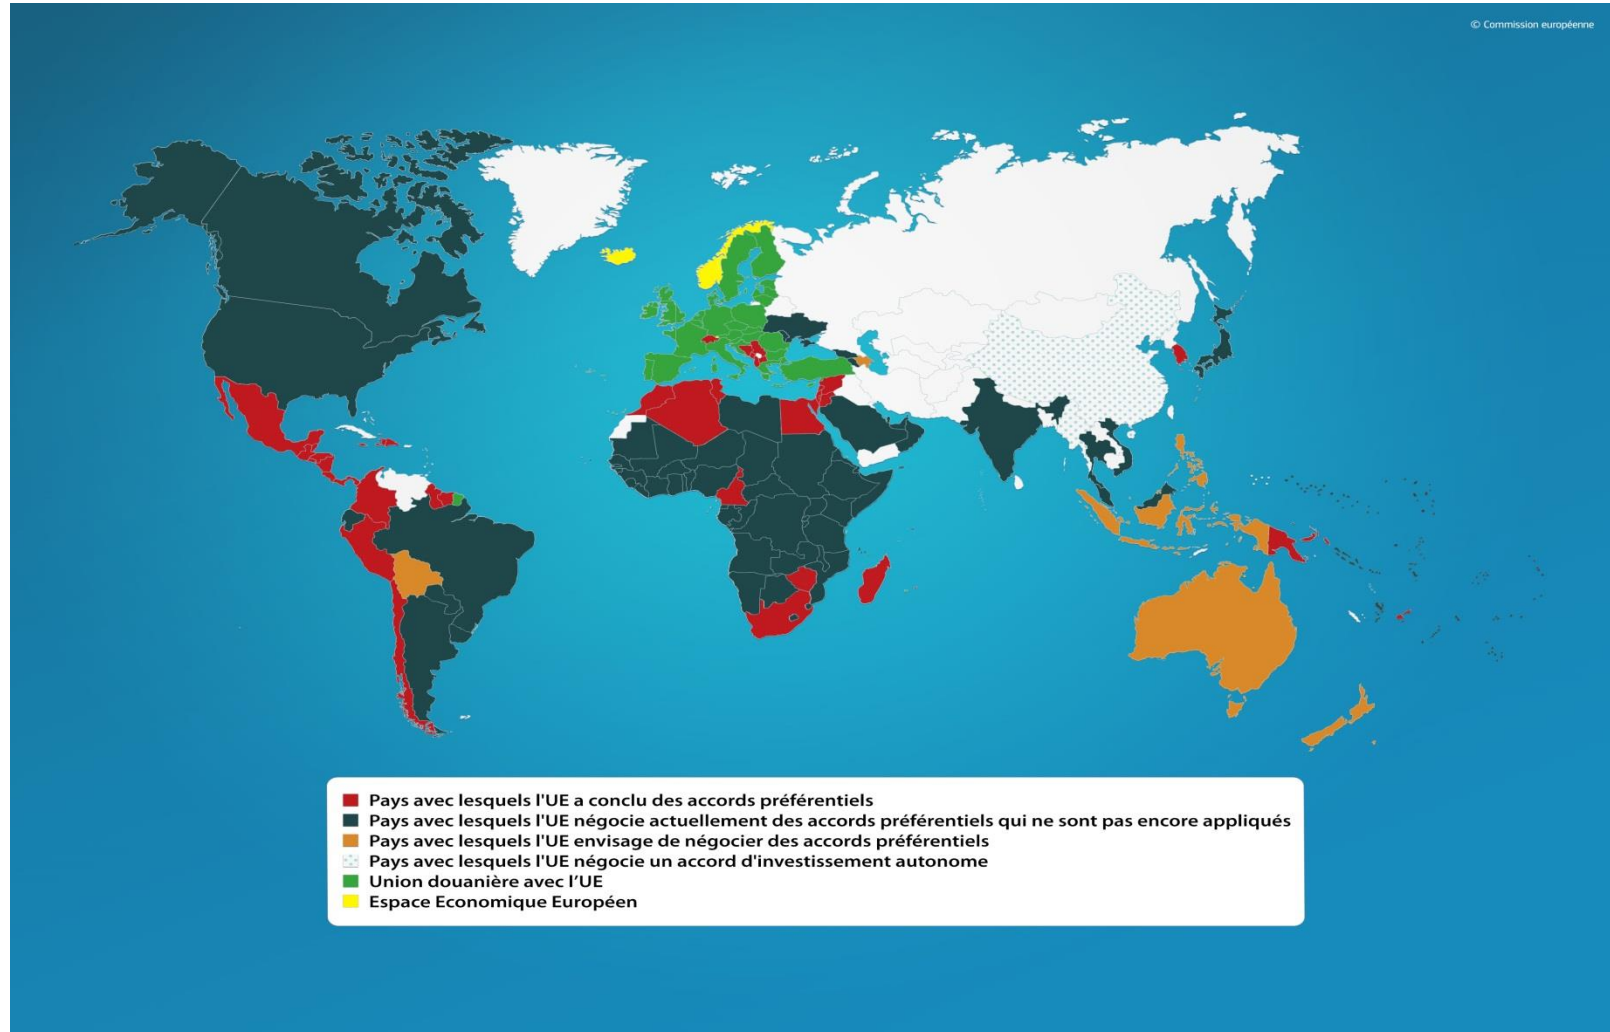 © Commission européenne
Pays avec lesquels l'UE a conclu des accords préférentiels
Pays avec lesquels l'UE négocie actuellement des accords préférentiels qui ne sont pas encore appliqués
Pays avec lesquels l'UE envisage de négocier des accords préférentiels
Pays avec lesquels l'UE négocie un accord d'investissement autonome
Union douanière avec l’UE
Espace Economique Européen